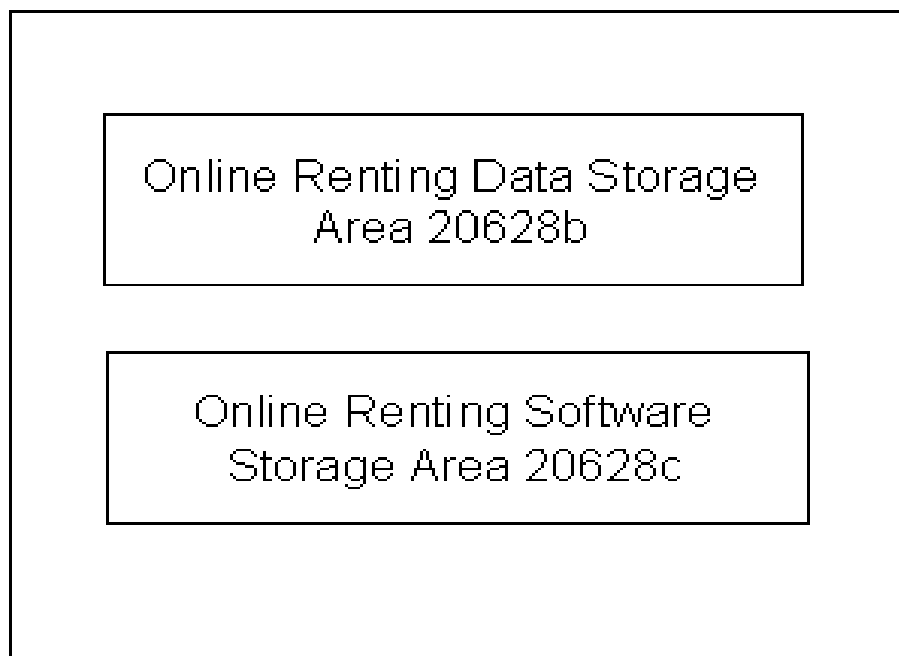 Online Renting Data Storage
Area 20628b
Online Renting Software
Storage Area 20628c